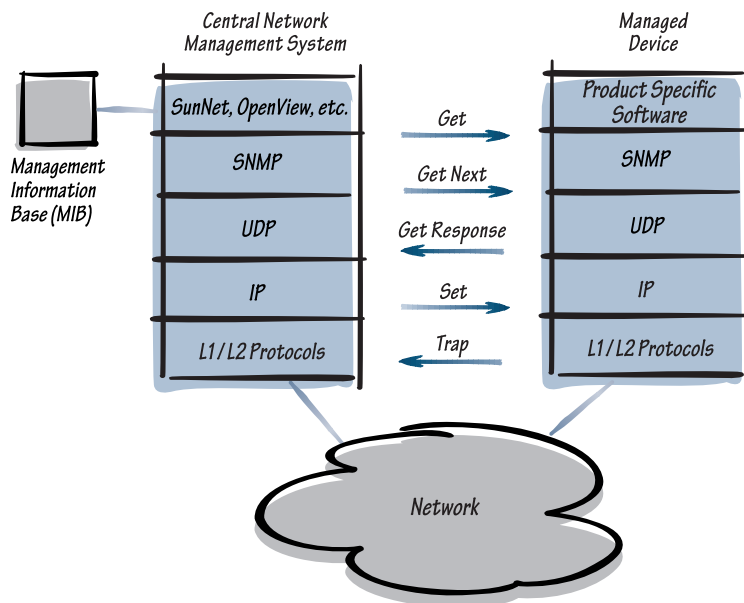 Central Network
Management System
Managed
Device
SunNet, OpenView, etc.
SNMP
UDP
IP
L1/L2 Protocols
Management
Information
Base (MIB)
Get
Get Next
Get Response
Set
Trap
Product Specific
Software
SNMP
UDP
IP
L1/L2 Protocols
Network